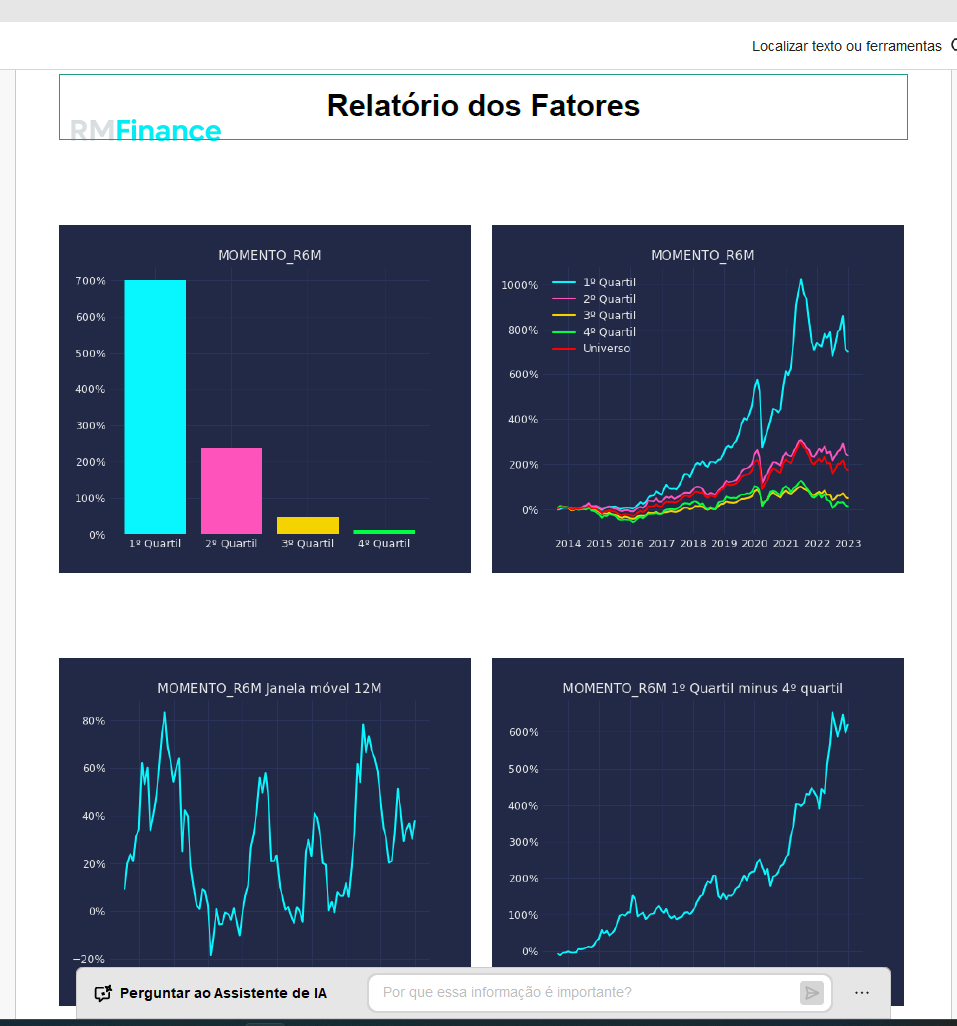 Localizar texto ou ferramentas
Relatório dos Fatores
RMFinance
MOMENTO_R6M
700%
600%
500%
400%
300%
200%
100%
0%
1º Quartil 2º Quartil 3º Quartil 4º Quartil
MOMENTO_R6M
1º Quartil
2º Quartil
3º Quartil
4º Quartil
Universo
1000%
800%
600%
400%
200%
0%
2014 2015 2016 2017 2018 2019 2020 2021 2022 2023
MOMENTO_R6M Janela móvel 12M
80%
60%
40%
20%
0%
−20%
MOMENTO_R6M 1º Quartil minus 4º quartil
600%
500%
400%
300%
200%
100%
0%
Perguntar ao Assistente de IA
Por que essa informação é importante?